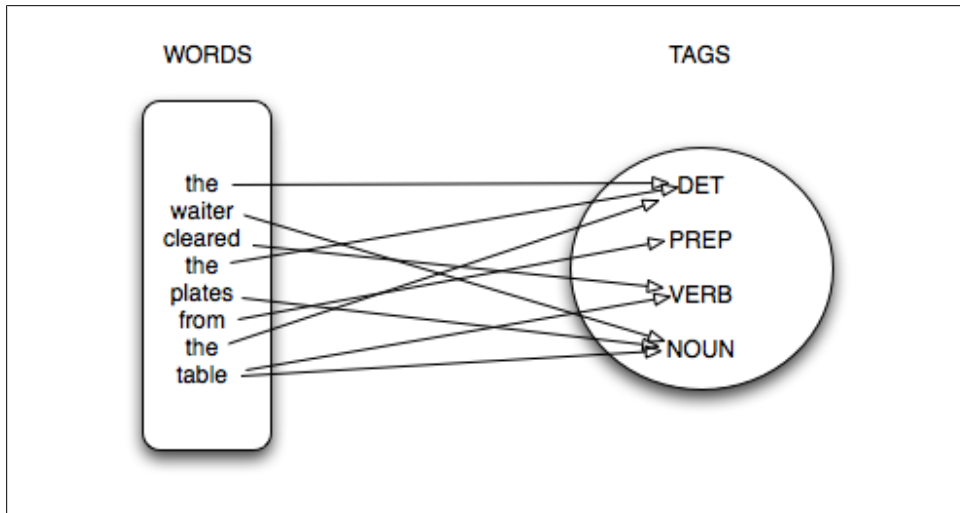 WORDS
TAGS
the
waiter
cleared
the
plates
from
the
table
DET
PREP
VERB
NOUN